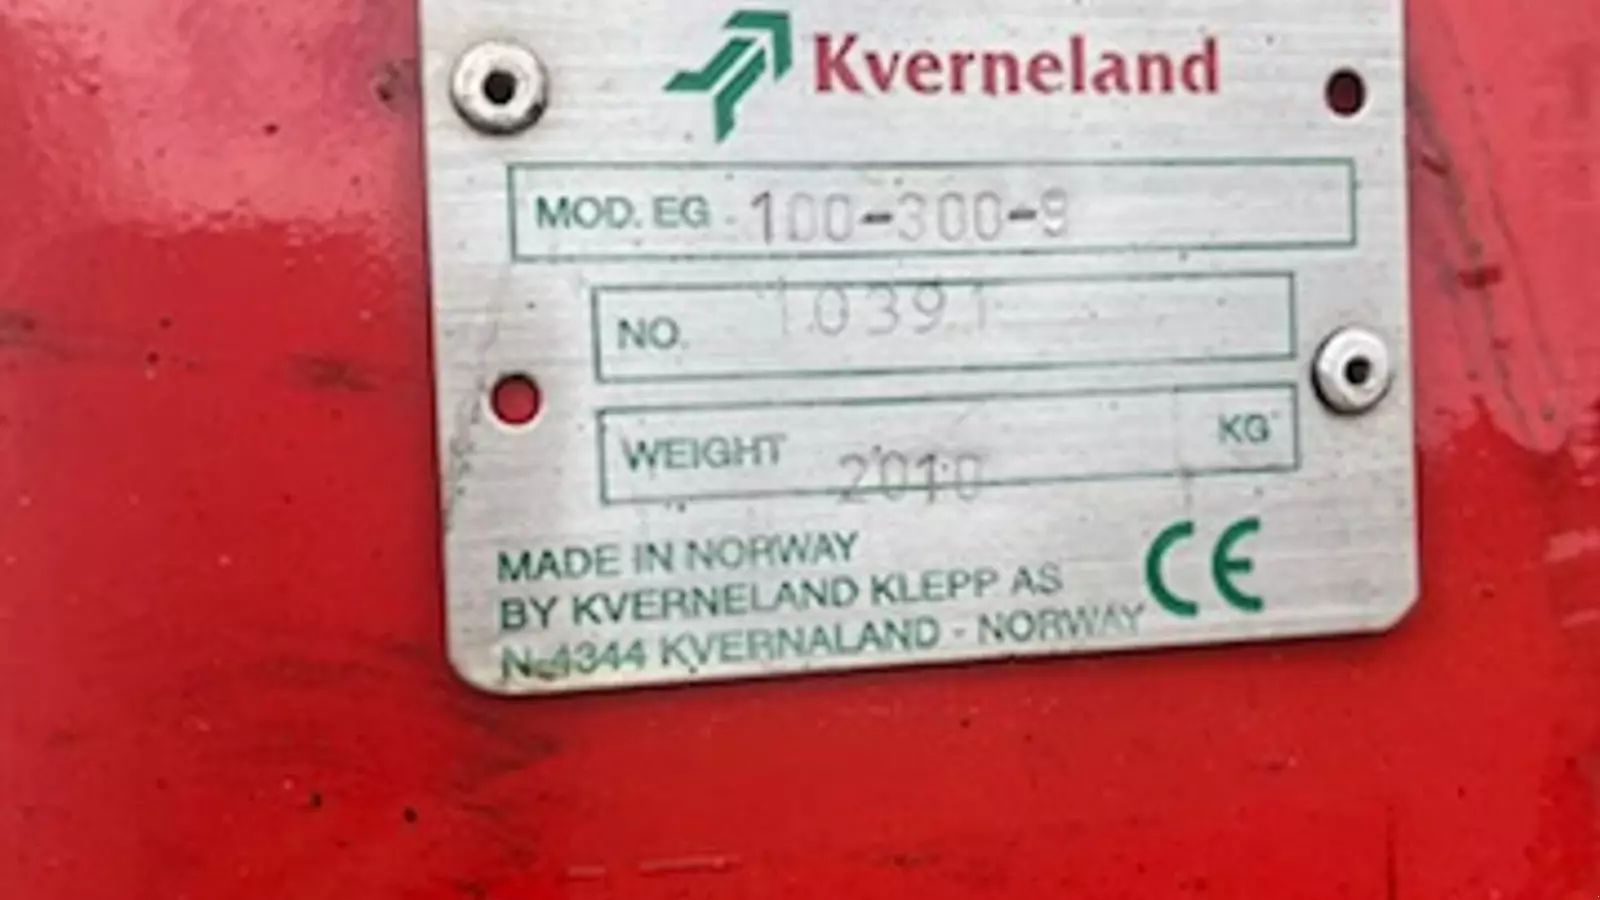 Kverneland
MOD. EG 100-300-9
NO. 10391
WEIGHT 2010 KG
MADE IN NORWAY
BY KVERNELAND KLEPP AS
N-4344 KVERNALAND - NORWAY
CE